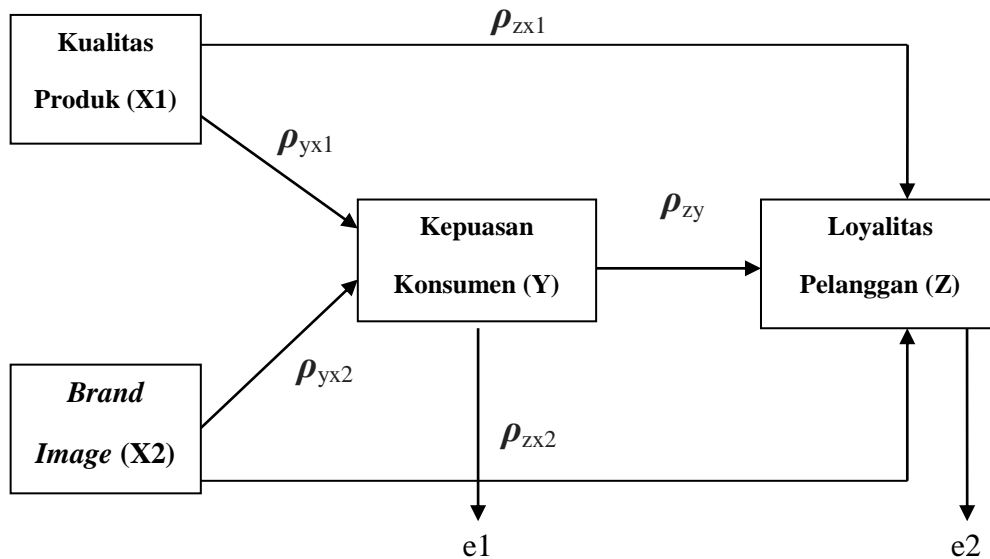 Kualitas
Produk (X1)
ρzx1
ρyx1
Kepuasan
Konsumen (Y)
ρzy
Loyalitas
Pelanggan (Z)
Brand
Image (X2)
ρyx2
ρzx2
e1
e2